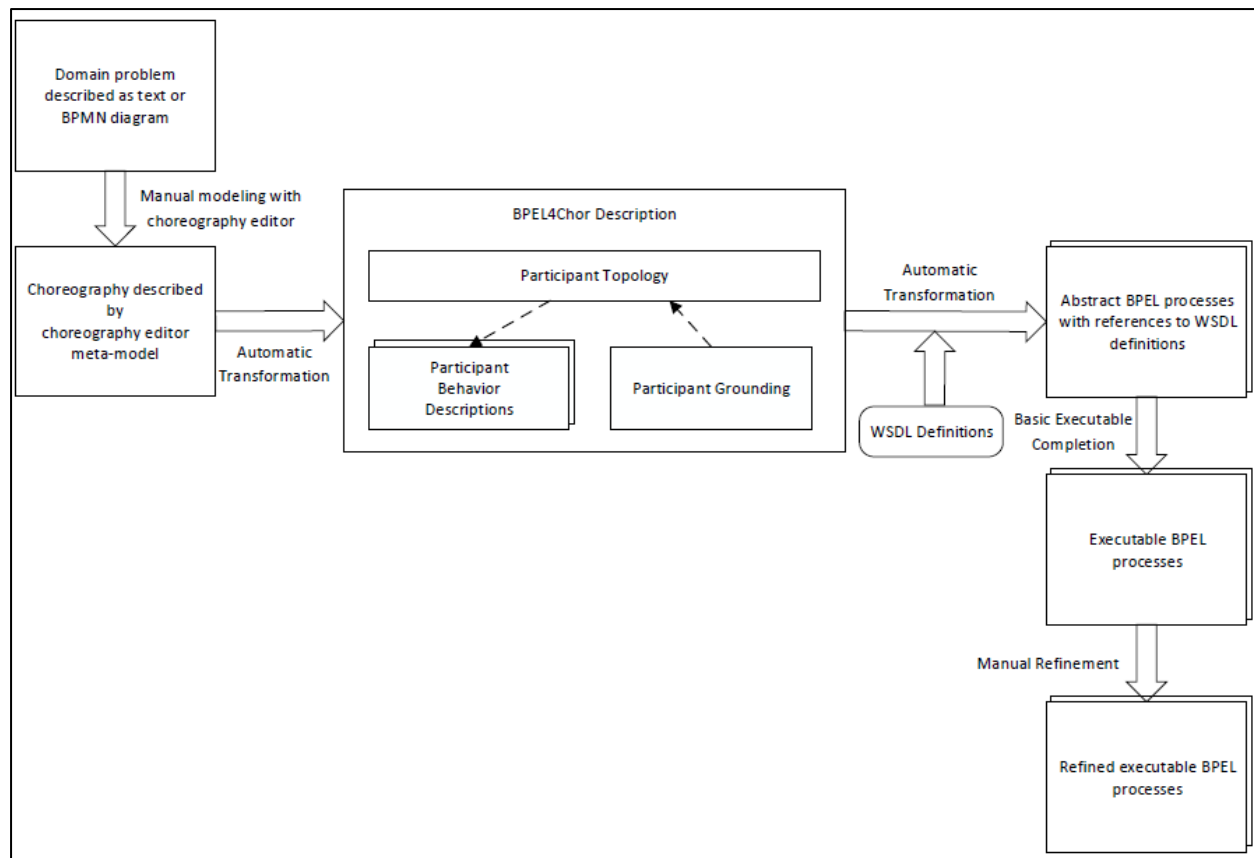 Domain problem
described as text or
BPMN diagram
Manual modeling with
choreography editor
Choreography described
by
choreography editor
meta-model
Automatic
Transformation
BPEL4Chor Description
Participant Topology
Participant
Behavior
Descriptions
Participant Grounding
Automatic
Transformation
WSDL Definitions
Abstract BPEL processes
with references to WSDL
definitions
Basic Executable
Completion
Executable BPEL
processes
Manual Refinement
Refined executable BPEL
processes